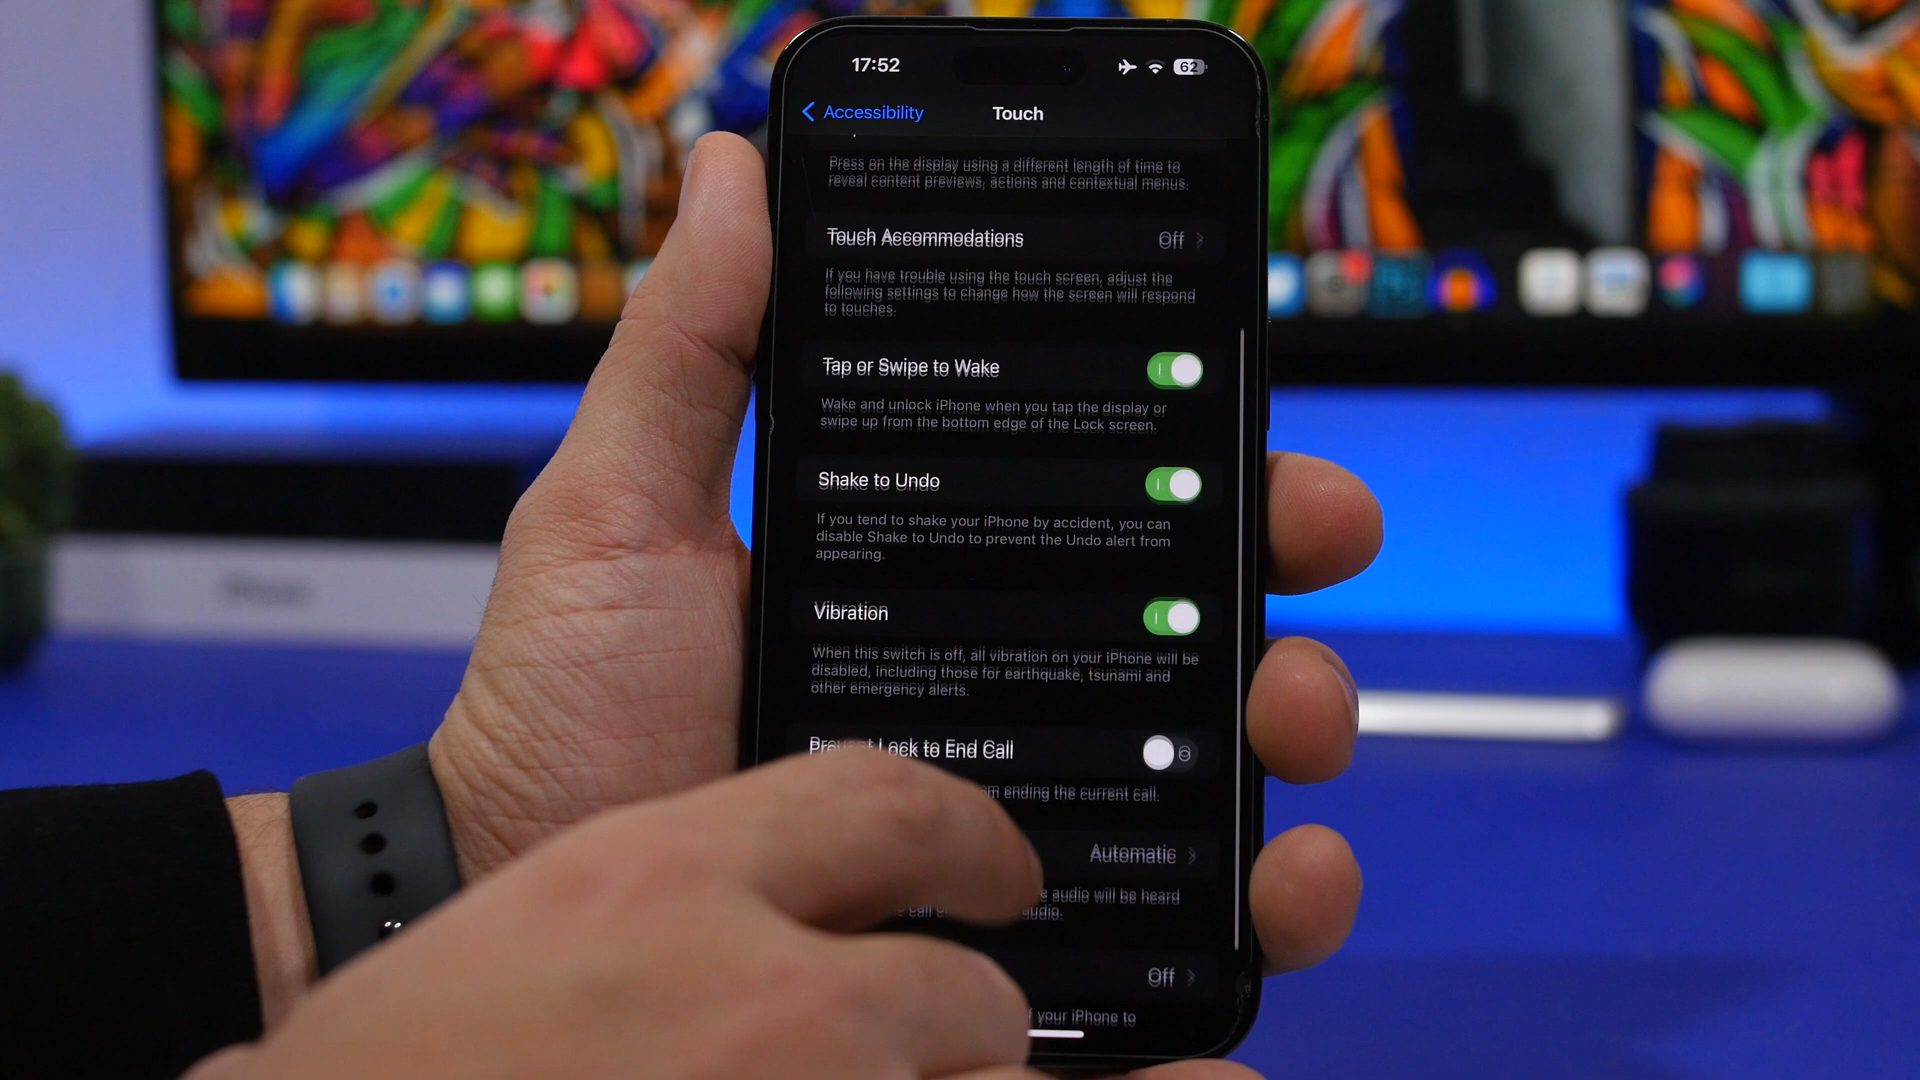 17:52
62
Accessibility
Touch
Press on the display using a different length of time to
reveal content previews, actions and contextual menus.
Touch Accommodations
Off
If you have trouble using the touch screen, adjust the
following settings to change how the screen will respond
to touches.
Tap or Swipe to Wake
Wake and unlock iPhone when you tap the display or
swipe up from the bottom edge of the Lock screen.
Shake to Undo
If you tend to shake your iPhone by accident, you can
disable Shake to Undo to prevent the Undo alert from
appearing.
Vibration
When this switch is off, all vibration on your iPhone will be
disabled, including those for earthquake, tsunami and
other emergency alerts.
Prevent Lock to End Call
ending the current call.
Automatic
audio will be heard
call audio.
Off
your iPhone to